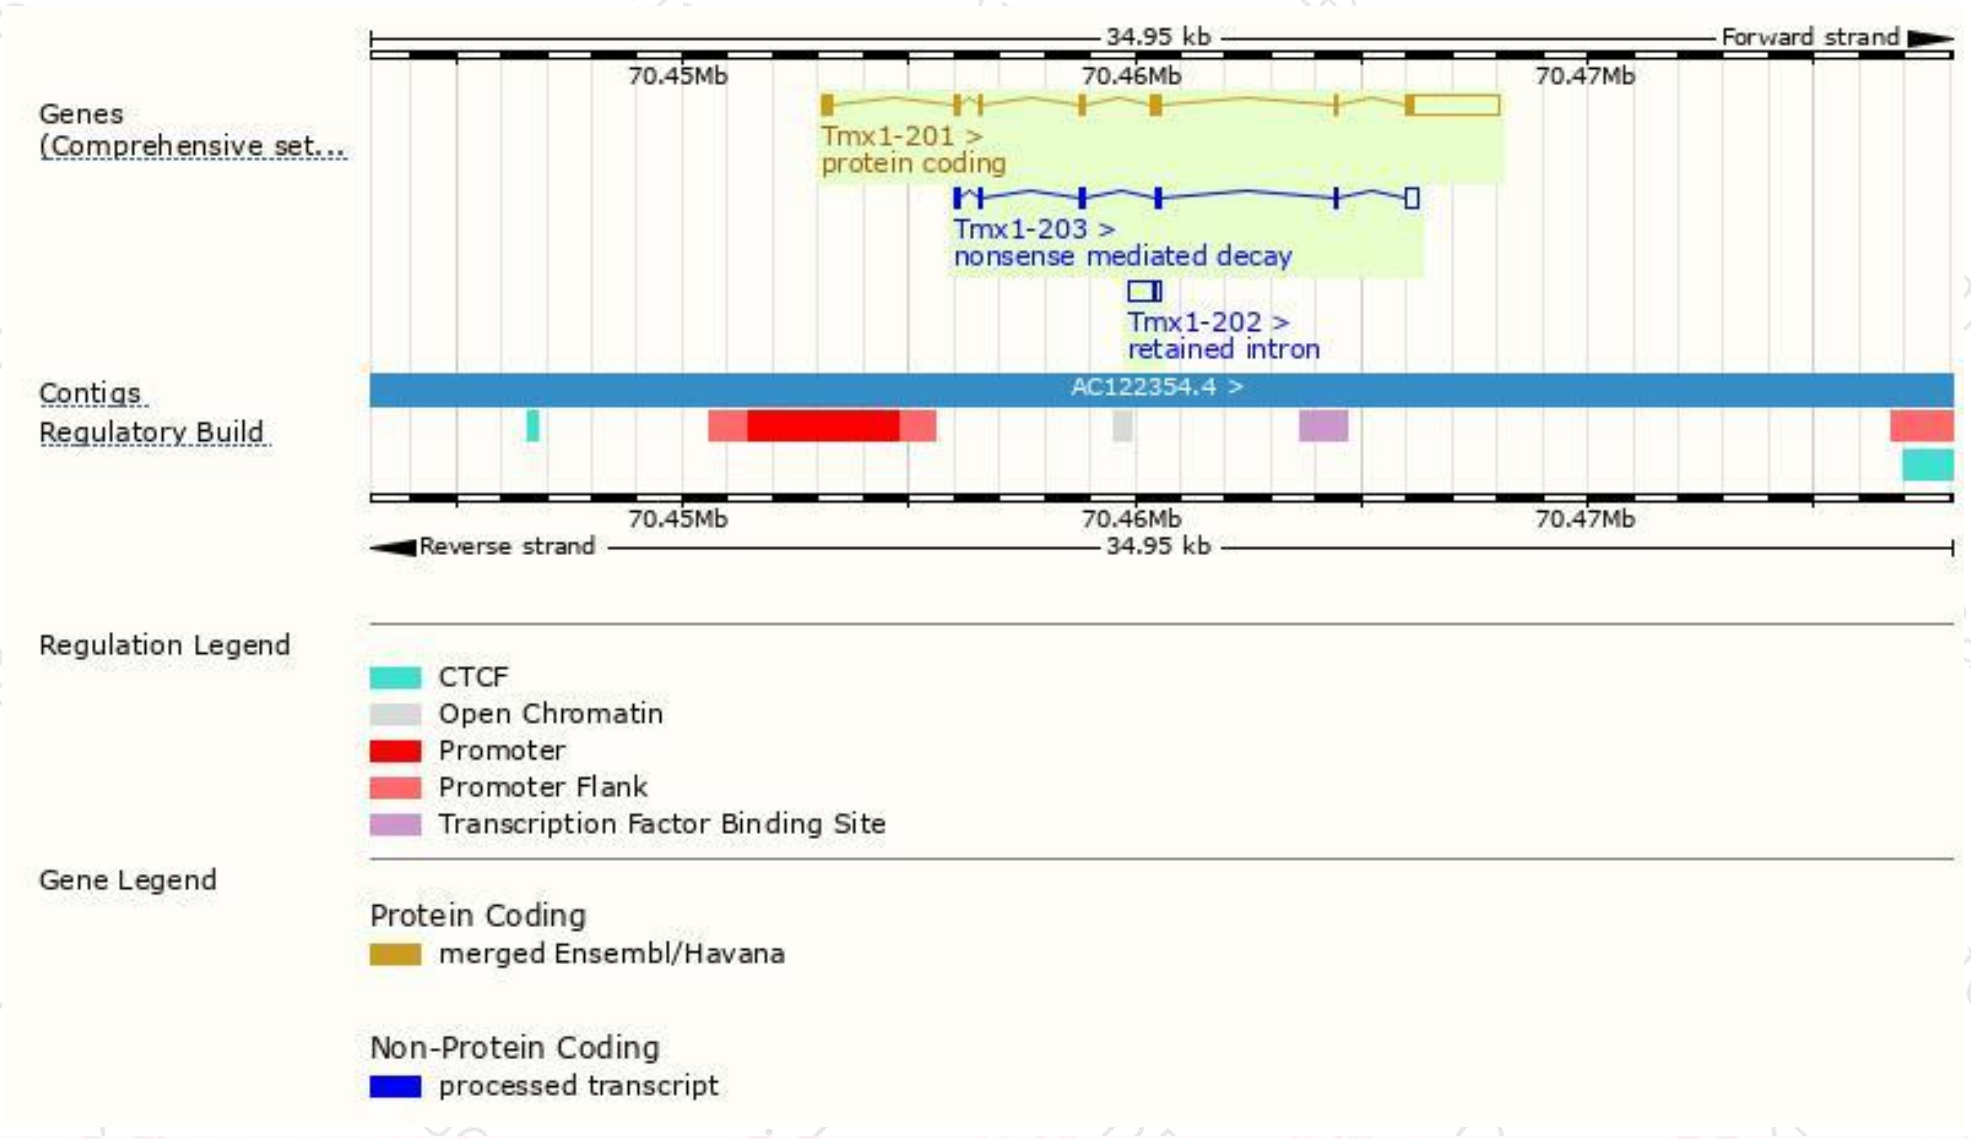 34.95 kb Forward strand
70.45Mb 70.46Mb 70.47Mb
Genes
(Comprehensive set...
Tmx1-201 >
protein coding
Tmx1-203 >
nonsense mediated decay
Tmx1-202 >
retained intron
Contigs AC122354.4 >
Regulatory Build
70.45Mb 70.46Mb 70.47Mb
Reverse strand 34.95 kb
Regulation Legend
CTCF
Open Chromatin
Promoter
Promoter Flank
Transcription Factor Binding Site
Gene Legend
Protein Coding
merged Ensembl/Havana
Non-Protein Coding
processed transcript